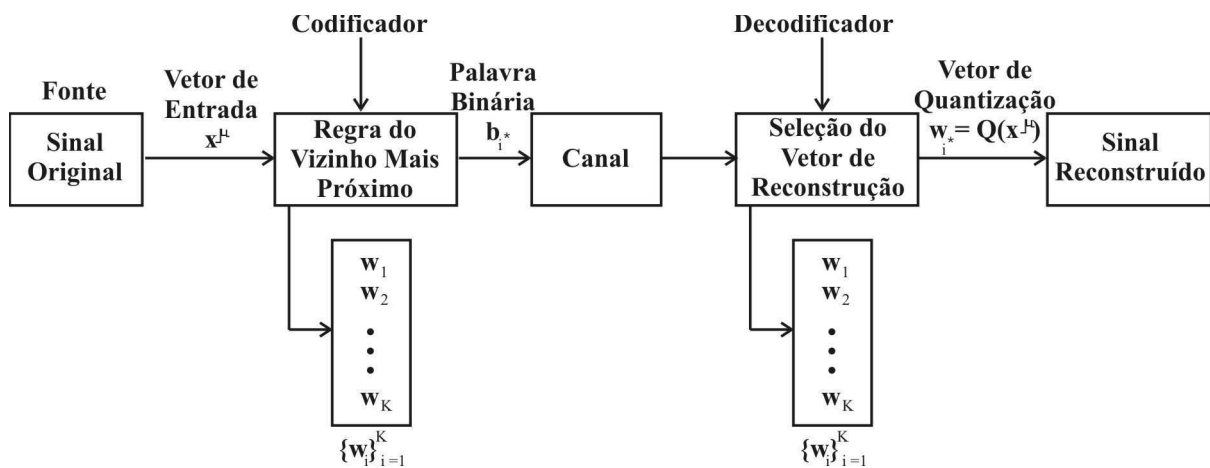 Codificador
Decodificador
Fonte
Sinal
Original
Vetor de
Entrada
x^μ
Regra do
Vizinho Mais
Próximo
Palavra
Binária
b_i*
Canal
Seleção do
Vetor de
Reconstrução
Vetor de
Quantização
w_i* = Q(x^μ)
Sinal
Reconstruído
w_1
w_2
w_K
{w_i}_{i=1}^K
w_1
w_2
w_K
{w_i}_{i=1}^K